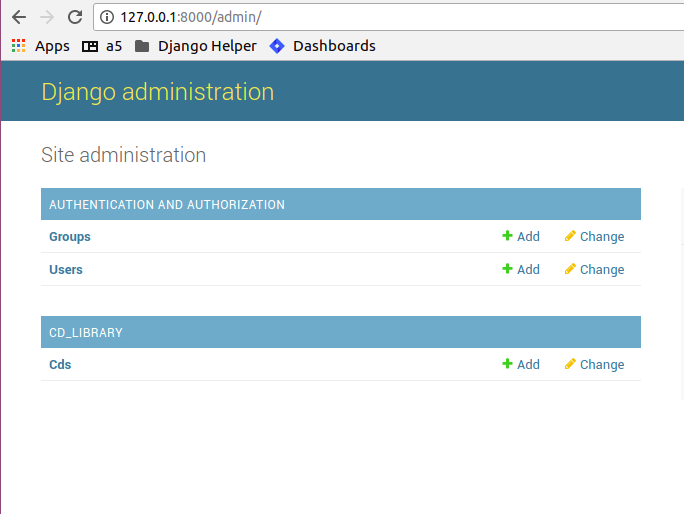 127.0.0.1:8000/admin/
Apps a5 Django Helper Dashboards
Django administration
Site administration
AUTHENTICATION AND AUTHORIZATION
Groups Add Change
Users Add Change
CD_LIBRARY
Cds Add Change